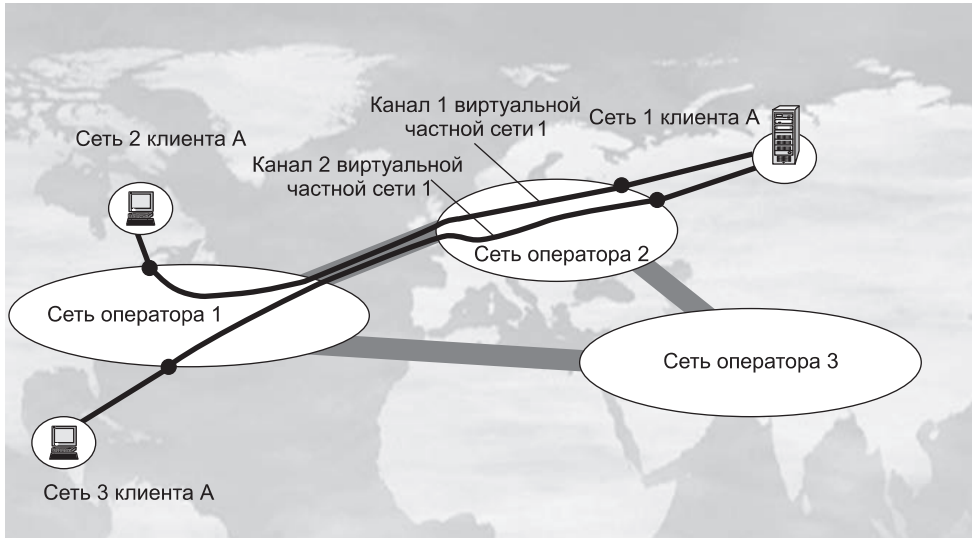 Канал 1 виртуальной
частной сети 1
Сеть 1 клиента А
Сеть 2 клиента А
Канал 2 виртуальной
частной сети 1
Сеть оператора 2
Сеть оператора 1
Сеть оператора 3
Сеть 3 клиента А